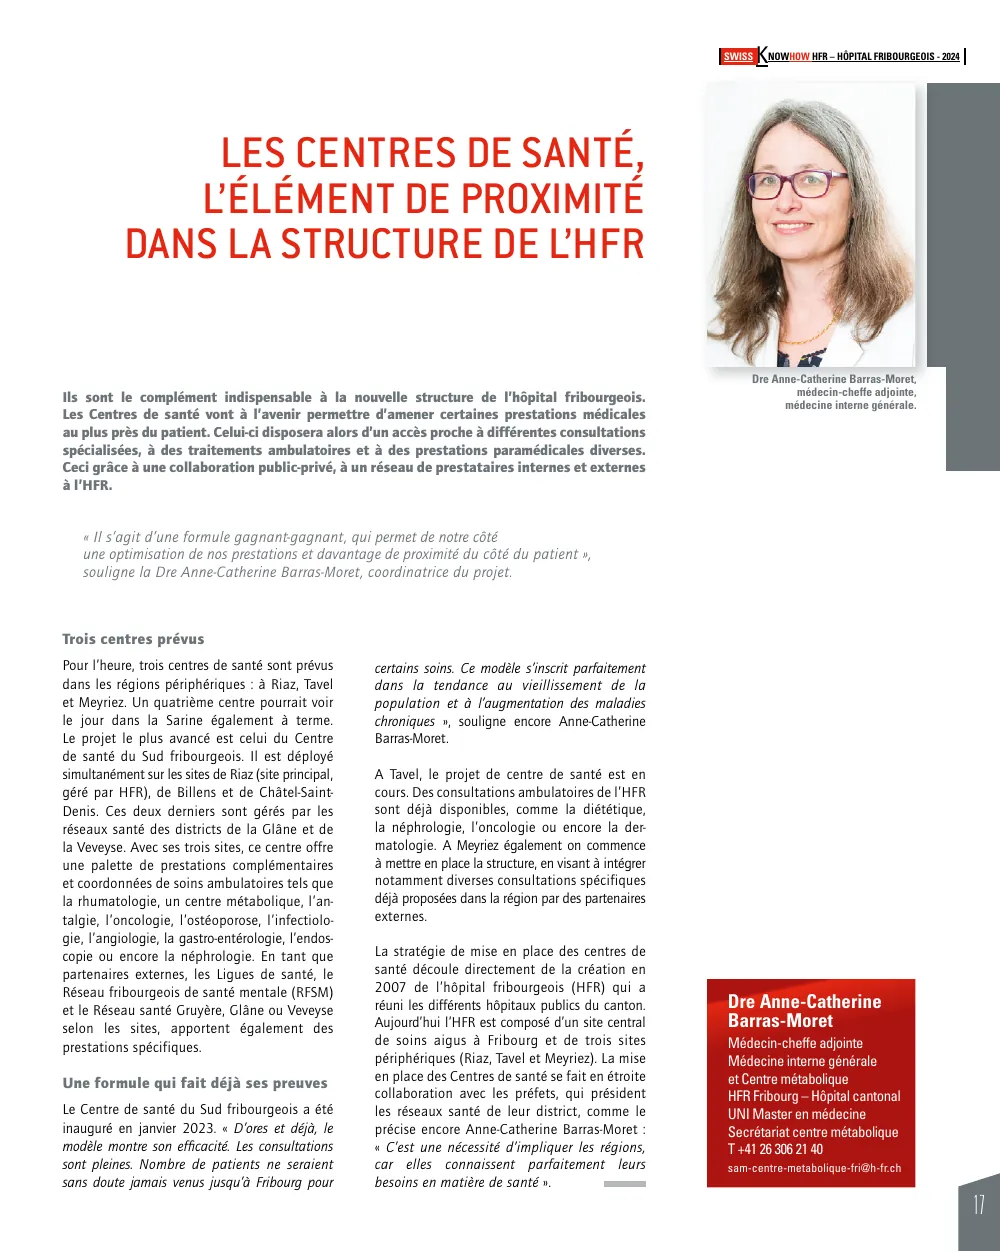 SWISS KNOWHOW HFR – HÔPITAL FRIBOURGEOIS - 2024
LES CENTRES DE SANTÉ,
L’ÉLÉMENT DE PROXIMITÉ
DANS LA STRUCTURE DE L’HFR
Dre Anne-Catherine Barras-Moret,
médecin-cheffe adjointe,
médecine interne générale.
Ils sont le complément indispensable à la nouvelle structure de l’hôpital fribourgeois.
Les Centres de santé vont à l’avenir permettre d’amener certaines prestations médicales
au plus près du patient. Celui-ci disposera alors d’un accès proche à différentes consultations
spécialisées, à des traitements ambulatoires et à des prestations paramédicales diverses.
Ceci grâce à une collaboration public-privé, à un réseau de prestataires internes et externes
à l’HFR.
« Il s’agit d’une formule gagnant-gagnant, qui permet de notre côté
une optimisation de nos prestations et davantage de proximité du côté du patient »,
souligne la Dre Anne-Catherine Barras-Moret, coordinatrice du projet.
Trois centres prévus
Pour l’heure, trois centres de santé sont prévus
dans les régions périphériques : à Riaz, Tavel
et Meyriez. Un quatrième centre pourrait voir
le jour dans la Sarine également à terme.
Le projet le plus avancé est celui du Centre
de santé du Sud fribourgeois. Il est déployé
simultanément sur les sites de Riaz (site principal,
géré par HFR), de Billens et de Châtel-Saint-
Denis. Ces deux derniers sont gérés par les
réseaux santé des districts de la Glâne et de
la Veveyse. Avec ses trois sites, ce centre offre
une palette de prestations complémentaires
et coordonnées de soins ambulatoires tels que
la rhumatologie, un centre métabolique, l’an-
talgie, l’oncologie, l’ostéoporose, l’infectiolo-
gie, l’angiologie, la gastro-entérologie, l’endos-
copie ou encore la néphrologie. En tant que
partenaires externes, les Ligues de santé, le
Réseau fribourgeois de santé mentale (RFSM)
et le Réseau santé Gruyère, Glâne ou Veveyse
selon les sites, apportent également des
prestations spécifiques.
Une formule qui fait déjà ses preuves
Le Centre de santé du Sud fribourgeois a été
inauguré en janvier 2023. « D’ores et déjà, le
modèle montre son efficacité. Les consultations
sont pleines. Nombre de patients ne seraient
sans doute jamais venus jusqu’à Fribourg pour
certains soins. Ce modèle s’inscrit parfaitement
dans la tendance au vieillissement de la
population et à l’augmentation des maladies
chroniques », souligne encore Anne-Catherine
Barras-Moret.
A Tavel, le projet de centre de santé est en
cours. Des consultations ambulatoires de l’HFR
sont déjà disponibles, comme la diététique,
la néphrologie, l’oncologie ou encore la der-
matologie. A Meyriez également on commence
à mettre en place la structure, en visant à intégrer
notamment diverses consultations spécifiques
déjà proposées dans la région par des partenaires
externes.
La stratégie de mise en place des centres de
santé découle directement de la création en
2007 de l’hôpital fribourgeois (HFR) qui a
réuni les différents hôpitaux publics du canton.
Aujourd’hui l’HFR est composé d’un site central
de soins aigus à Fribourg et de trois sites
périphériques (Riaz, Tavel et Meyriez). La mise
en place des Centres de santé se fait en étroite
collaboration avec les préfets, qui président
les réseaux santé de leur district, comme le
précise encore Anne-Catherine Barras-Moret :
« C’est une nécessité d’impliquer les régions,
car elles connaissent parfaitement leurs
besoins en matière de santé ».
Dre Anne-Catherine
Barras-Moret
Médecin-cheffe adjointe
Médecine interne générale
et Centre métabolique
HFR Fribourg – Hôpital cantonal
UNI Master en médecine
Secrétariat centre métabolique
T +41 26 306 21 40
sam-centre-metabolique-fri@h-fr.ch
17